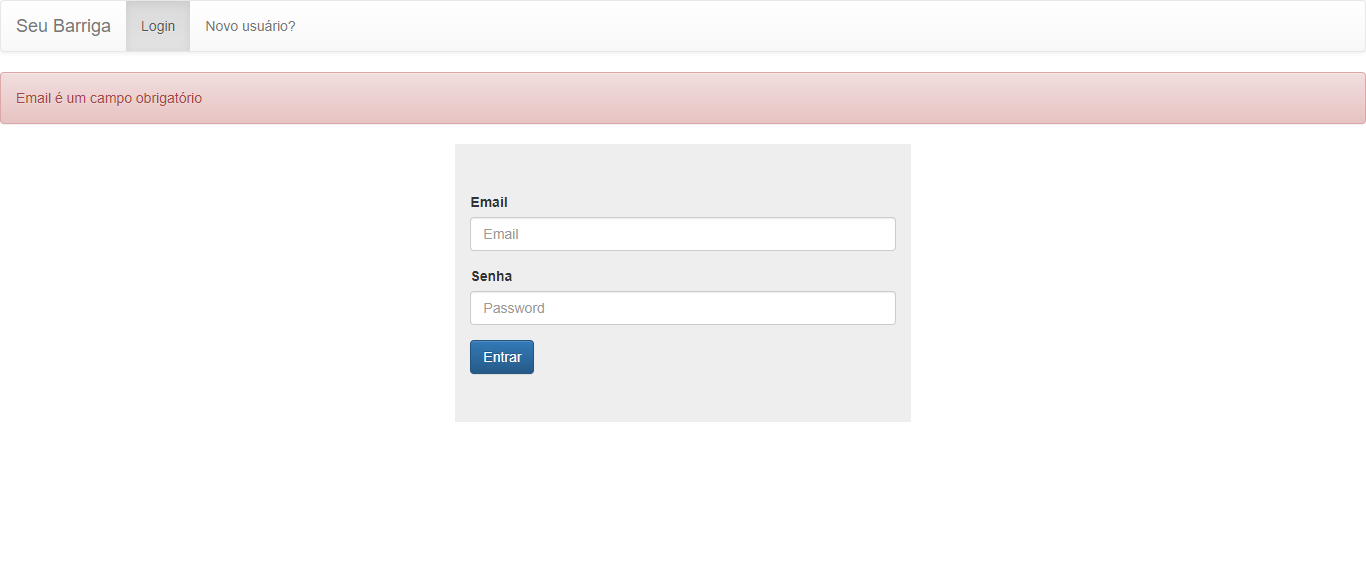 Seu Barriga Login Novo usuário?
Email é um campo obrigatório
Email
Email
Senha
Password
Entrar